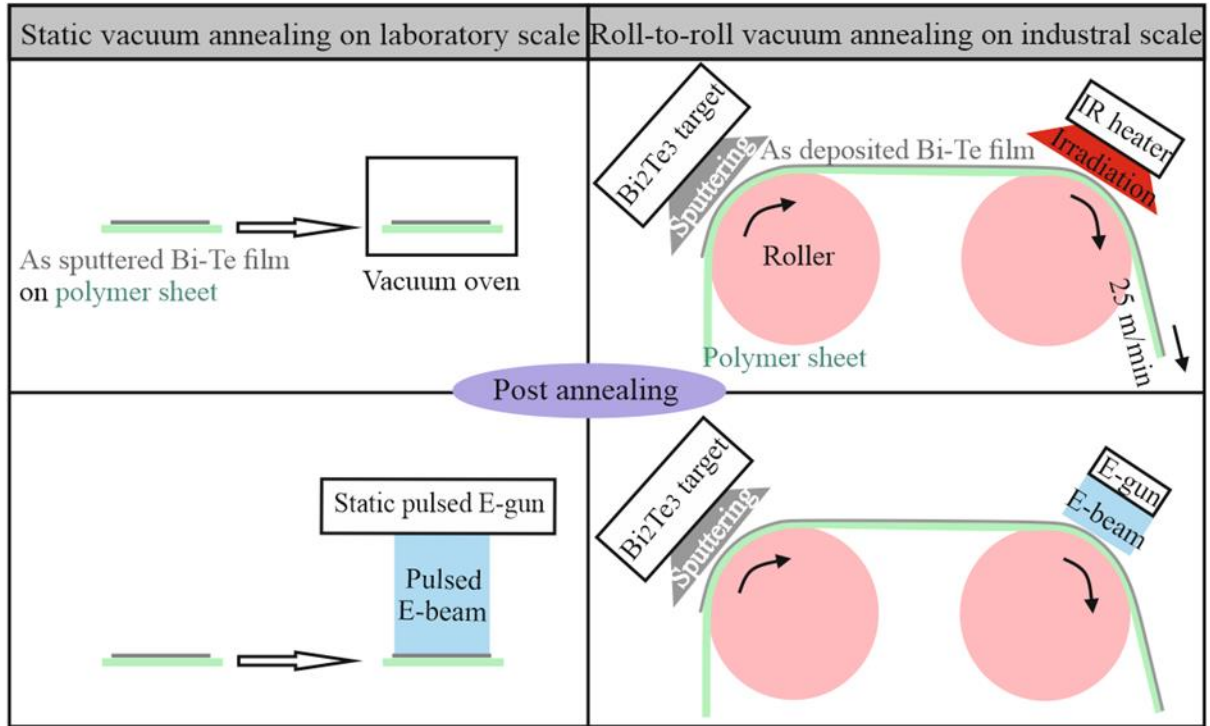 Static vacuum annealing on laboratory scale
Roll-to-roll vacuum annealing on industral scale
As sputtered Bi-Te film
on polymer sheet
Vacuum oven
Bi2Te3 target
Sputtering
As deposited Bi-Te film
IR heater
Irradiation
Roller
25 m/min
Polymer sheet
Post annealing
Static pulsed E-gun
Pulsed
E-beam
Bi2Te3 target
Sputtering
E-gun
E-beam